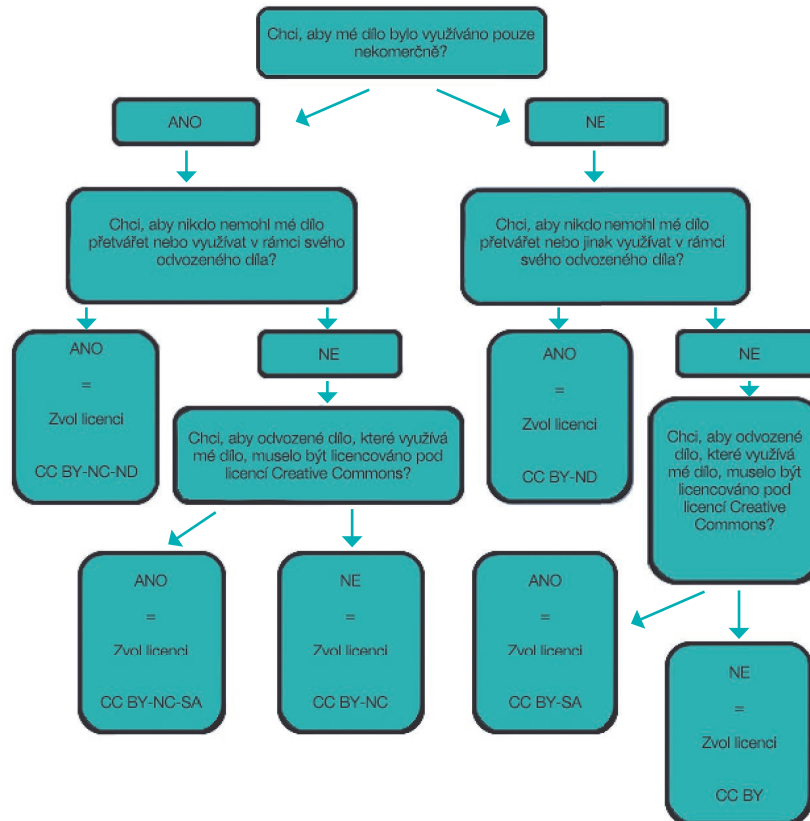 Chci, aby mé dílo bylo využíváno pouze
nekomerčně?
ANO
NE
Chci, aby nikdo nemohl mé dílo
přetvářet nebo využívat v rámci svého
odvozeného díla?
Chci, aby nikdo nemohl mé dílo
přetvářet nebo jinak využívat v rámci
svého odvozeného díla?
ANO
=
Zvol licenci
CC BY-NC-ND
NE
ANO
=
Zvol licenci
CC BY-ND
NE
Chci, aby odvozené dílo, které využívá
mé dílo, muselo být licencováno pod
licencí Creative Commons?
Chci, aby odvozené
dílo, které využívá
mé dílo, muselo být
licencováno pod
licencí Creative
Commons?
ANO
=
Zvol licenci
CC BY-NC-SA
NE
=
Zvol licenci
CC BY-NC
ANO
=
Zvol licenci
CC BY-SA
NE
=
Zvol licenci
CC BY